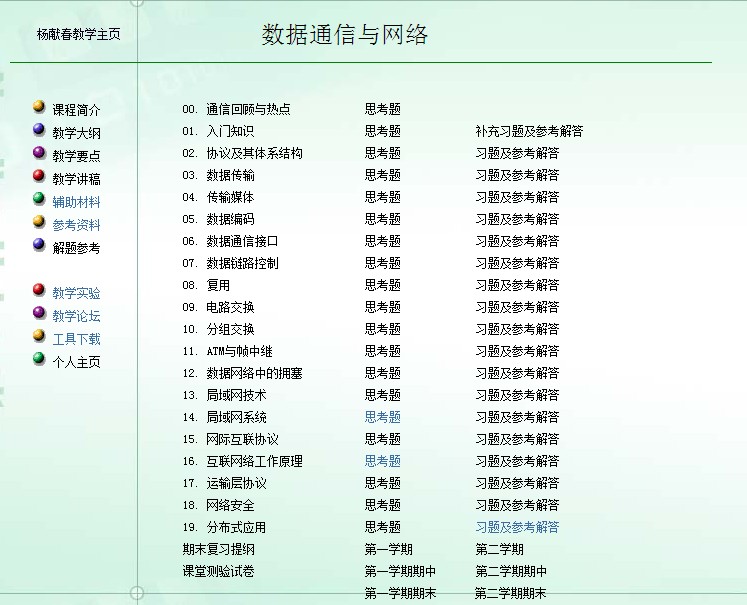 杨献春教学主页
数据通信与网络
课程简介
教学大纲
教学要点
教学讲稿
辅助材料
参考资料
解题参考
教学实验
教学论坛
工具下载
个人主页
00. 通信回顾与热点 思考题
01. 入门知识 思考题 补充习题及参考解答
02. 协议及其体系结构 思考题 习题及参考解答
03. 数据传输 思考题 习题及参考解答
04. 传输媒体 思考题 习题及参考解答
05. 数据编码 思考题 习题及参考解答
06. 数据通信接口 思考题 习题及参考解答
07. 数据链路控制 思考题 习题及参考解答
08. 复用 思考题 习题及参考解答
09. 电路交换 思考题 习题及参考解答
10. 分组交换 思考题 习题及参考解答
11. ATM与帧中继 思考题 习题及参考解答
12. 数据网络中的拥塞 思考题 习题及参考解答
13. 局域网技术 思考题 习题及参考解答
14. 局域网系统 思考题 习题及参考解答
15. 网际互联协议 思考题 习题及参考解答
16. 互联网络工作原理 思考题 习题及参考解答
17. 运输层协议 思考题 习题及参考解答
18. 网络安全 思考题 习题及参考解答
19. 分布式应用 思考题 习题及参考解答
期末复习提纲 第一学期 第二学期
课堂测验试卷 第一学期期中 第二学期期中
第一学期期末 第二学期期末